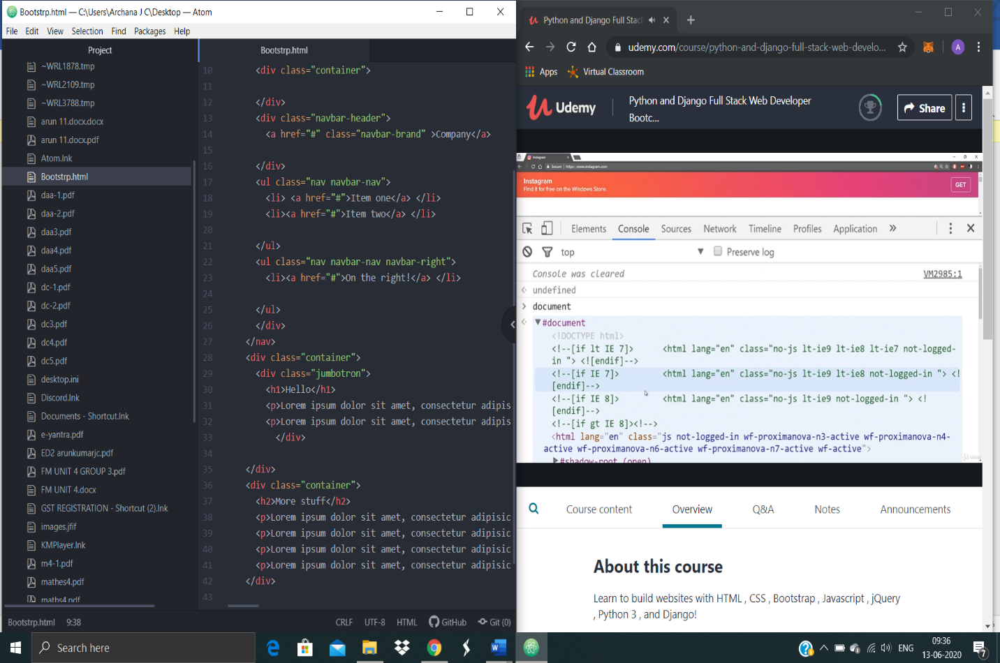 Bootstrp.html — C:\Users\Archana J C\Desktop — Atom
File Edit View Selection Find Packages Help
Project
~WRL1878.tmp
~WRL2109.tmp
~WRL3788.tmp
arun 11.docx.docx
arun 11.docx.pdf
Atom.lnk
Bootstrp.html
daa-1.pdf
daa-2.pdf
daa3.pdf
daa4.pdf
daa5.pdf
dc-1.pdf
dc-2.pdf
dc3.pdf
dc4.pdf
dc5.pdf
desktop.ini
Discord.lnk
Documents - Shortcut.lnk
e-yantra.pdf
ED2 arunkumarjc.pdf
FM UNIT 4 GROUP 3.pdf
FM UNIT 4.docx
GST REGISTRATION - Shortcut (2).lnk
images.jfif
KMPlayer.lnk
m4-1.pdf
mathes4.pdf
maths4.pdf
Bootstrp.html
10 <div class="container">
11
12 </div>
13 <div class="navbar-header">
14 <a href="#" class="navbar-brand" >Company</a>
15
16 </div>
17 <ul class="nav navbar-nav">
18 <li> <a href="#">Item one</a> </li>
19 <li><a href="#">Item two</a> </li>
20
21 </ul>
22 <ul class="nav navbar-nav navbar-right">
23 <li><a href="#">On the right!</a> </li>
24
25 </ul>
26 </div>
27 </nav>
28 <div class="container">
29 <div class="jumbotron">
30 <h1>Hello</h1>
31 <p>Lorem ipsum dolor sit amet, consectetur adipis
32 <p>Lorem ipsum dolor sit amet, consectetur adipis
33 </div>
34
35 </div>
36 <div class="container">
37 <h2>More stuff</h2>
38 <p>Lorem ipsum dolor sit amet, consectetur adipisic
39 <p>Lorem ipsum dolor sit amet, consectetur adipisic
40 <p>Lorem ipsum dolor sit amet, consectetur adipisic
41 <p>Lorem ipsum dolor sit amet, consectetur adipisic
42 </div>
43
Bootstrp.html 9:38 CRLF UTF-8 HTML GitHub Git (0)
Python and Django Full Stac
udemy.com/course/python-and-django-full-stack-web-develo... A
Apps Virtual Classroom
Udemy
Python and Django Full Stack Web Developer
Bootc...
Share
Instagram
Secure https://www.instagram.com
Instagram
Find it for free on the Windows Store.
GET
Elements Console Sources Network Timeline Profiles Application »
top Preserve log
Console was cleared VM2985:1
undefined
document
#document
<!DOCTYPE html>
<!--[if lt IE 7]> <html lang="en" class="no-js lt-ie9 lt-ie8 lt-ie7 not-logged-
in "> <![endif]-->
<!--[if IE 7]> <html lang="en" class="no-js lt-ie9 lt-ie8 not-logged-in "> <!
[endif]-->
<!--[if IE 8]> <html lang="en" class="no-js lt-ie9 not-logged-in "> <!
[endif]-->
<!--[if gt IE 8]><!-->
<html lang="en" class="js not-logged-in wf-proximanova-n3-active wf-proximanova-n4-
active wf-proximanova-n6-active wf-proximanova-n7-active wf-active">
#shadow-root (open)
Udemy
Course content Overview Q&A Notes Announcements
About this course
Learn to build websites with HTML , CSS , Bootstrap , Javascript , jQuery
, Python 3 , and Django!
Search here
ENG
09:36
13-06-2020
7